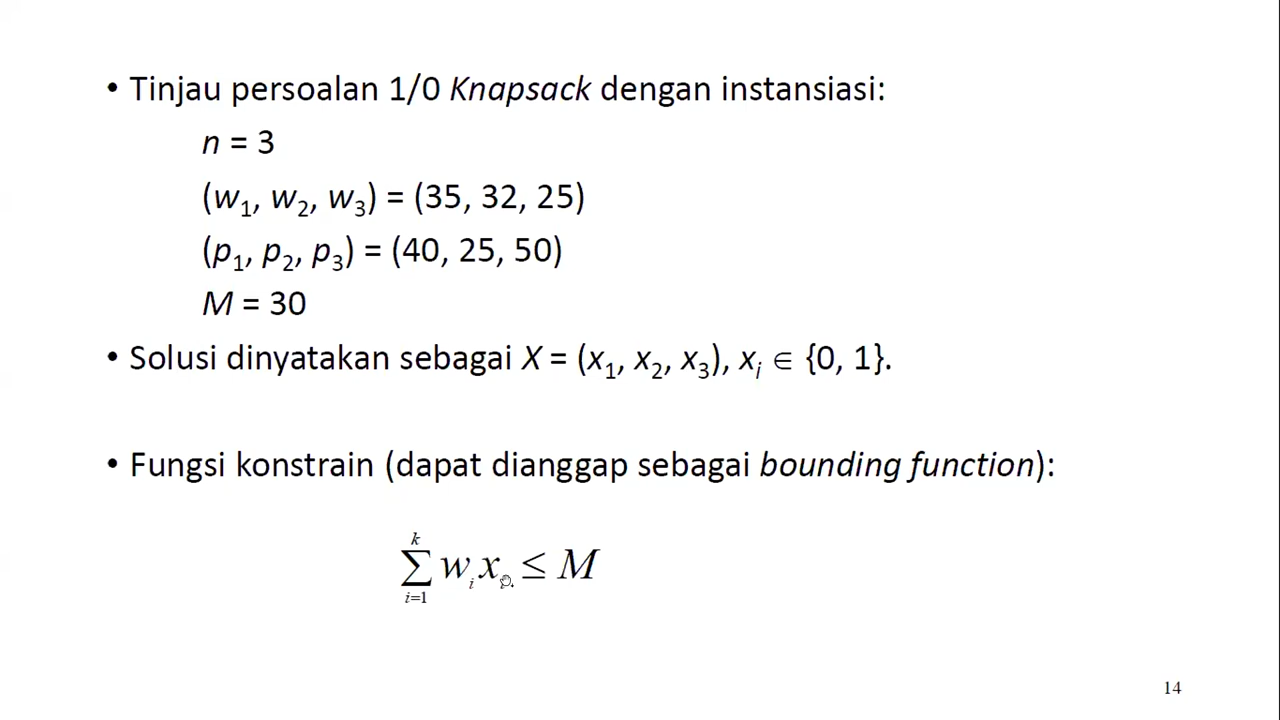 • Tinjau persoalan 1/0 Knapsack dengan instansiasi:
n = 3
(w₁, w₂, w₃) = (35, 32, 25)
(p₁, p₂, p₃) = (40, 25, 50)
M = 30
• Solusi dinyatakan sebagai X = (x₁, x₂, x₃), xᵢ ∈ {0, 1}.
• Fungsi konstrain (dapat dianggap sebagai bounding function):
k
∑ wᵢx ≤ M
i=1
14